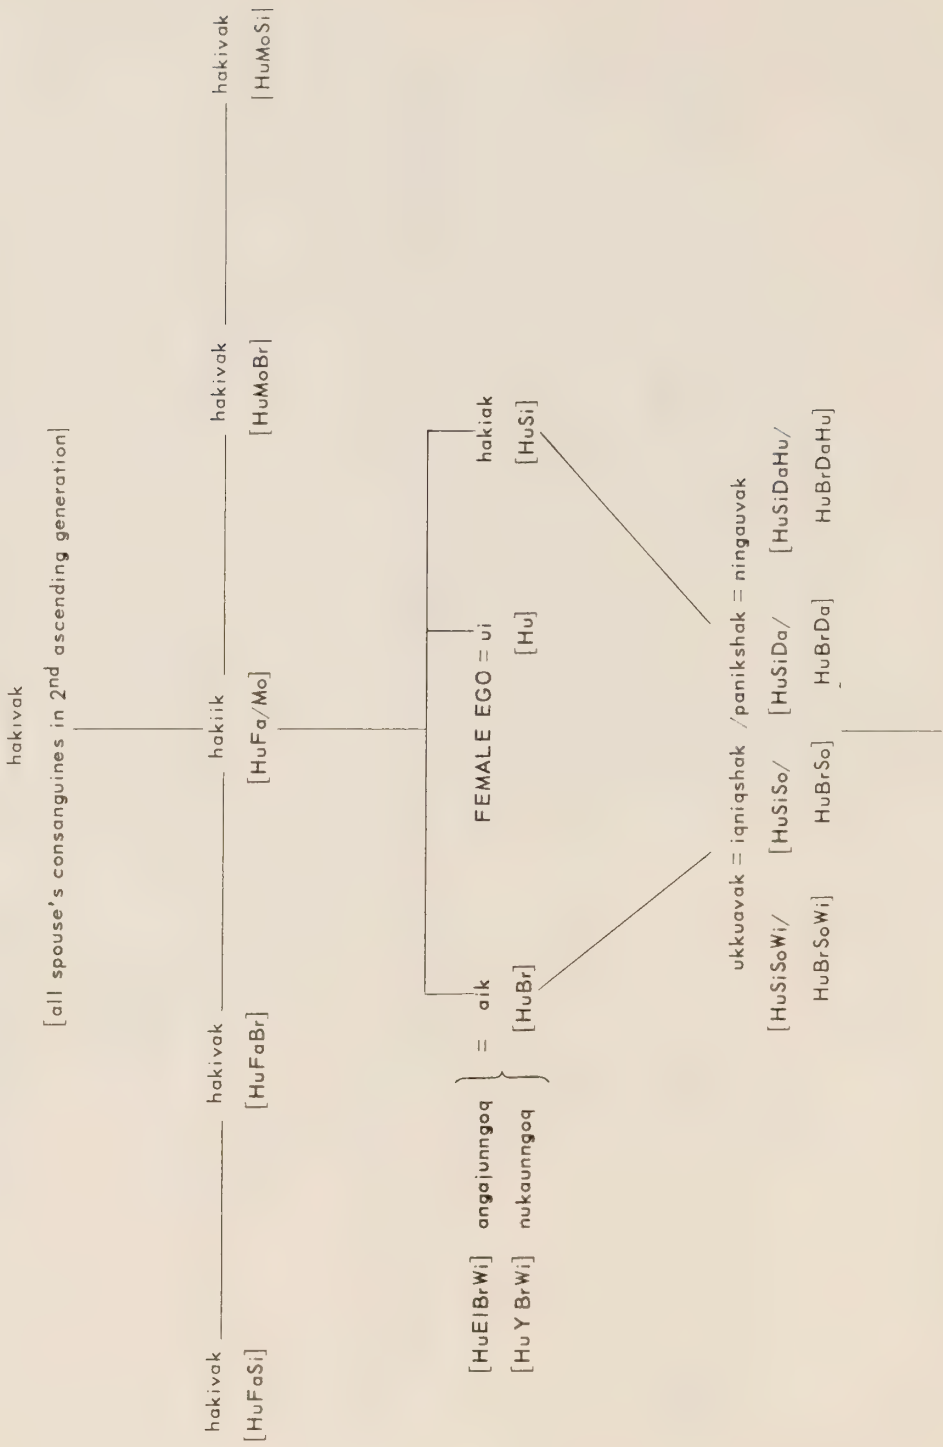 hakivak
[all spouse's consanguines in 2nd ascending generation]
hakivak hakivak hakiik hakivak hakivak
[HuFaSi] [HuFaBr] [HuFa/Mo] [HuMoBr] [HuMoSi]
[HuElBrWi] angajunngoq = aik FEMALE EGO = ui hakiak
[HuYBrWi] nukaunngoq [HuBr] [Hu] [HuSi]
ukkuavak = iqniqshak /panikshak = ningauvak
[HuSiSoWi/ [HuSiSo/ [HuSiDa/ [HuSiDaHu/
HuBrSoWi] HuBrSo] HuBrDa] HuBrDaHu]